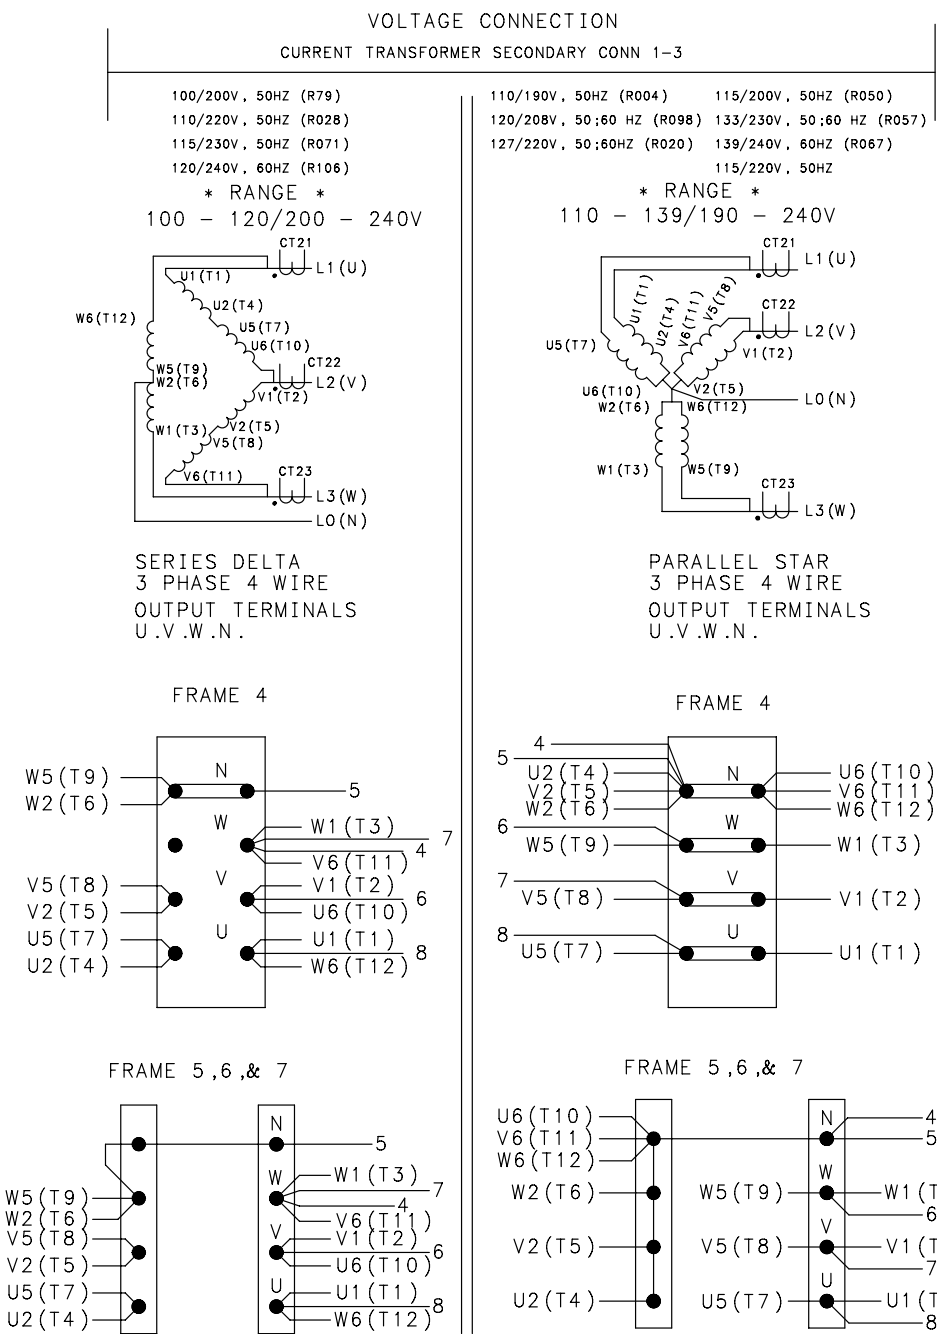 VOLTAGE CONNECTION
CURRENT TRANSFORMER SECONDARY CONN 1-3
100/200V, 50HZ (R79)
110/220V, 50HZ (R028)
115/230V, 50HZ (R071)
120/240V, 60HZ (R106)
* RANGE *
100 - 120/200 - 240V
CT21
L1(U)
U1(T1)
U2(T4)
W6(T12)
U5(T7)
U6(T10)
CT22
W5(T9)
W2(T6)
L2(V)
V1(T2)
W1(T3)
V2(T5)
V5(T8)
CT23
V6(T11)
L3(W)
L0(N)
SERIES DELTA
3 PHASE 4 WIRE
OUTPUT TERMINALS
U.V.W.N.
FRAME 4
N
W5(T9)
W2(T6)
5
W
W1(T3)
7
4
V6(T11)
V
V5(T8)
V1(T2)
6
V2(T5)
U6(T10)
U
U5(T7)
U1(T1)
8
U2(T4)
W6(T12)
FRAME 5,6,& 7
N
5
W
W1(T3)
7
W5(T9)
4
W2(T6)
V6(T11)
V
V5(T8)
V1(T2)
6
V2(T5)
U6(T10)
U
U5(T7)
U1(T1)
8
U2(T4)
W6(T12)
110/190V, 50HZ (R004) 115/200V, 50HZ (R050)
120/208V, 50;60 HZ (R098) 133/230V, 50;60 HZ (R057)
127/220V, 50;60HZ (R020) 139/240V, 60HZ (R067)
115/220V, 50HZ
* RANGE *
110 - 139/190 - 240V
CT21
L1(U)
U1(T1)
U2(T4)
V6(T11)
V5(T8)
CT22
L2(V)
U5(T7)
V1(T2)
U6(T10)
V2(T5)
L0(N)
W2(T6)
W6(T12)
W1(T3)
W5(T9)
CT23
L3(W)
PARALLEL STAR
3 PHASE 4 WIRE
OUTPUT TERMINALS
U.V.W.N.
FRAME 4
4
5
U2(T4)
N
U6(T10)
V2(T5)
V6(T11)
W2(T6)
W6(T12)
6
W
W5(T9)
W1(T3)
7
V
V5(T8)
V1(T2)
8
U
U5(T7)
U1(T1)
FRAME 5,6,& 7
U6(T10)
N
4
V6(T11)
5
W6(T12)
W
W2(T6)
W5(T9)
W1(T
6
V
V2(T5)
V5(T8)
V1(T
7
U
U2(T4)
U5(T7)
U1(T
8